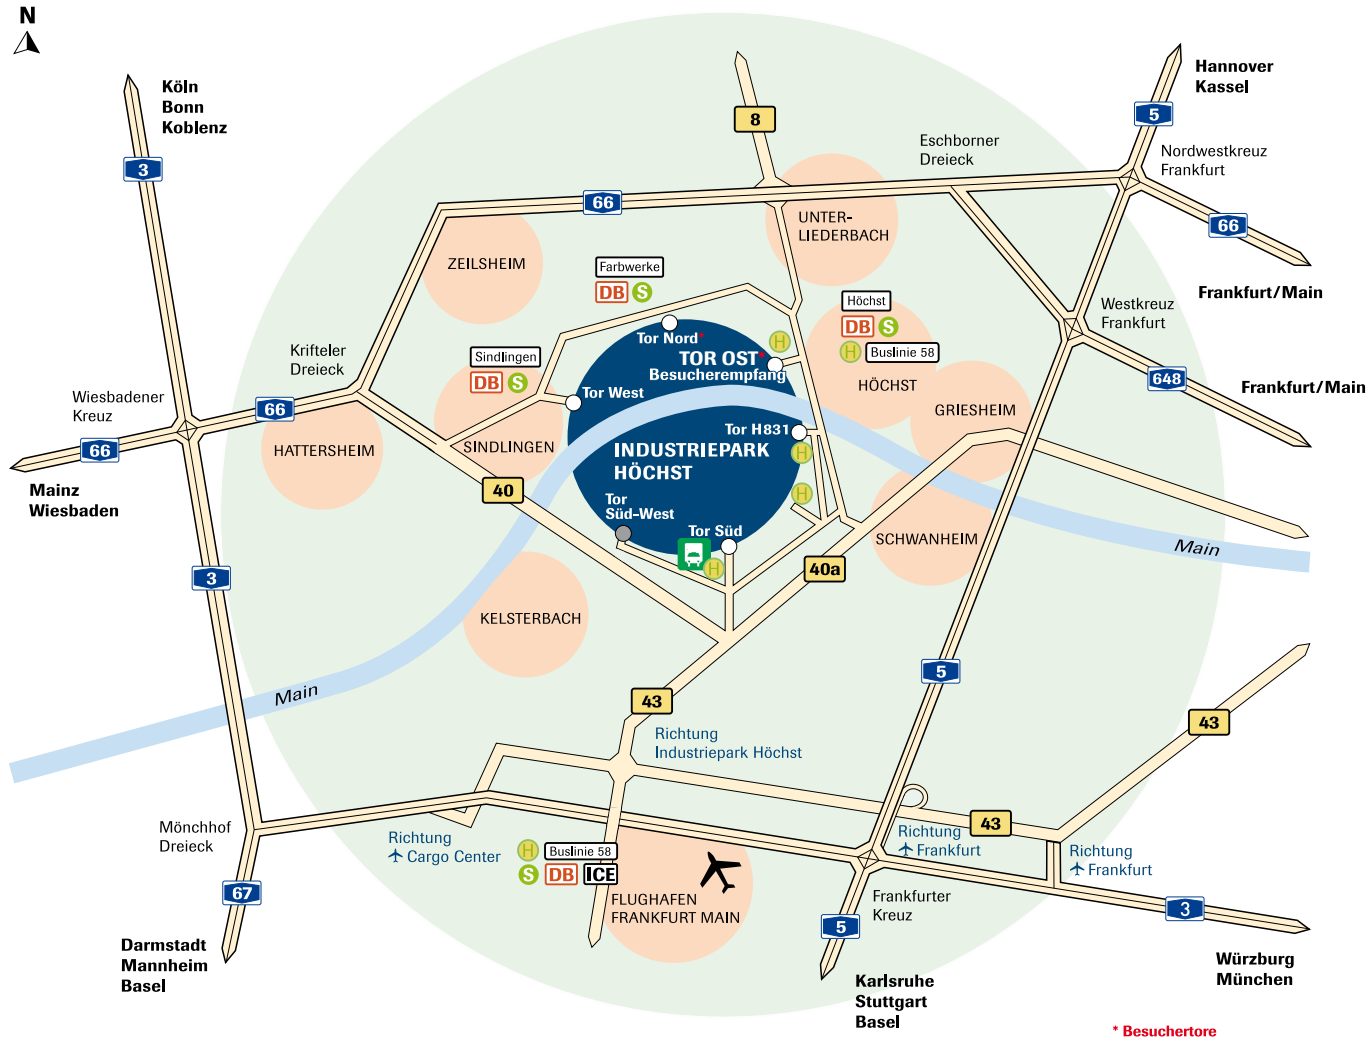 N
Köln
Bonn
Koblenz
3
8
Hannover
Kassel
5
Eschborner
Dreieck
Nordwestkreuz
Frankfurt
66
66
Frankfurt/Main
UNTER-
LIEDERBACH
ZEILSHEIM
Farbwerke
DB S
Höchst
DB S
H Buslinie 58
HÖCHST
Westkreuz
Frankfurt
648
Frankfurt/Main
Krifteler
Dreieck
Sindlingen
DB S
Tor Nord*
H
TOR OST*
Besucherempfang
Wiesbadener
Kreuz
66
66
Mainz
Wiesbaden
Tor West
GRIESHEIM
HATTERSHEIM
SINDLINGEN
Tor H831
H
INDUSTRIEPARK
HÖCHST
40
H
Tor
Süd-West
Tor Süd
H
SCHWANHEIM
Main
40a
3
KELSTERBACH
5
Main
43
43
Richtung
Industriepark Höchst
43
Mönchhof
Dreieck
Richtung
Cargo Center
H Buslinie 58
S DB ICE
Richtung
Frankfurt
Richtung
Frankfurt
67
FLUGHAFEN
FRANKFURT MAIN
Frankfurter
Kreuz
3
5
Darmstadt
Mannheim
Basel
Würzburg
München
Karlsruhe
Stuttgart
Basel
* Besuchertore